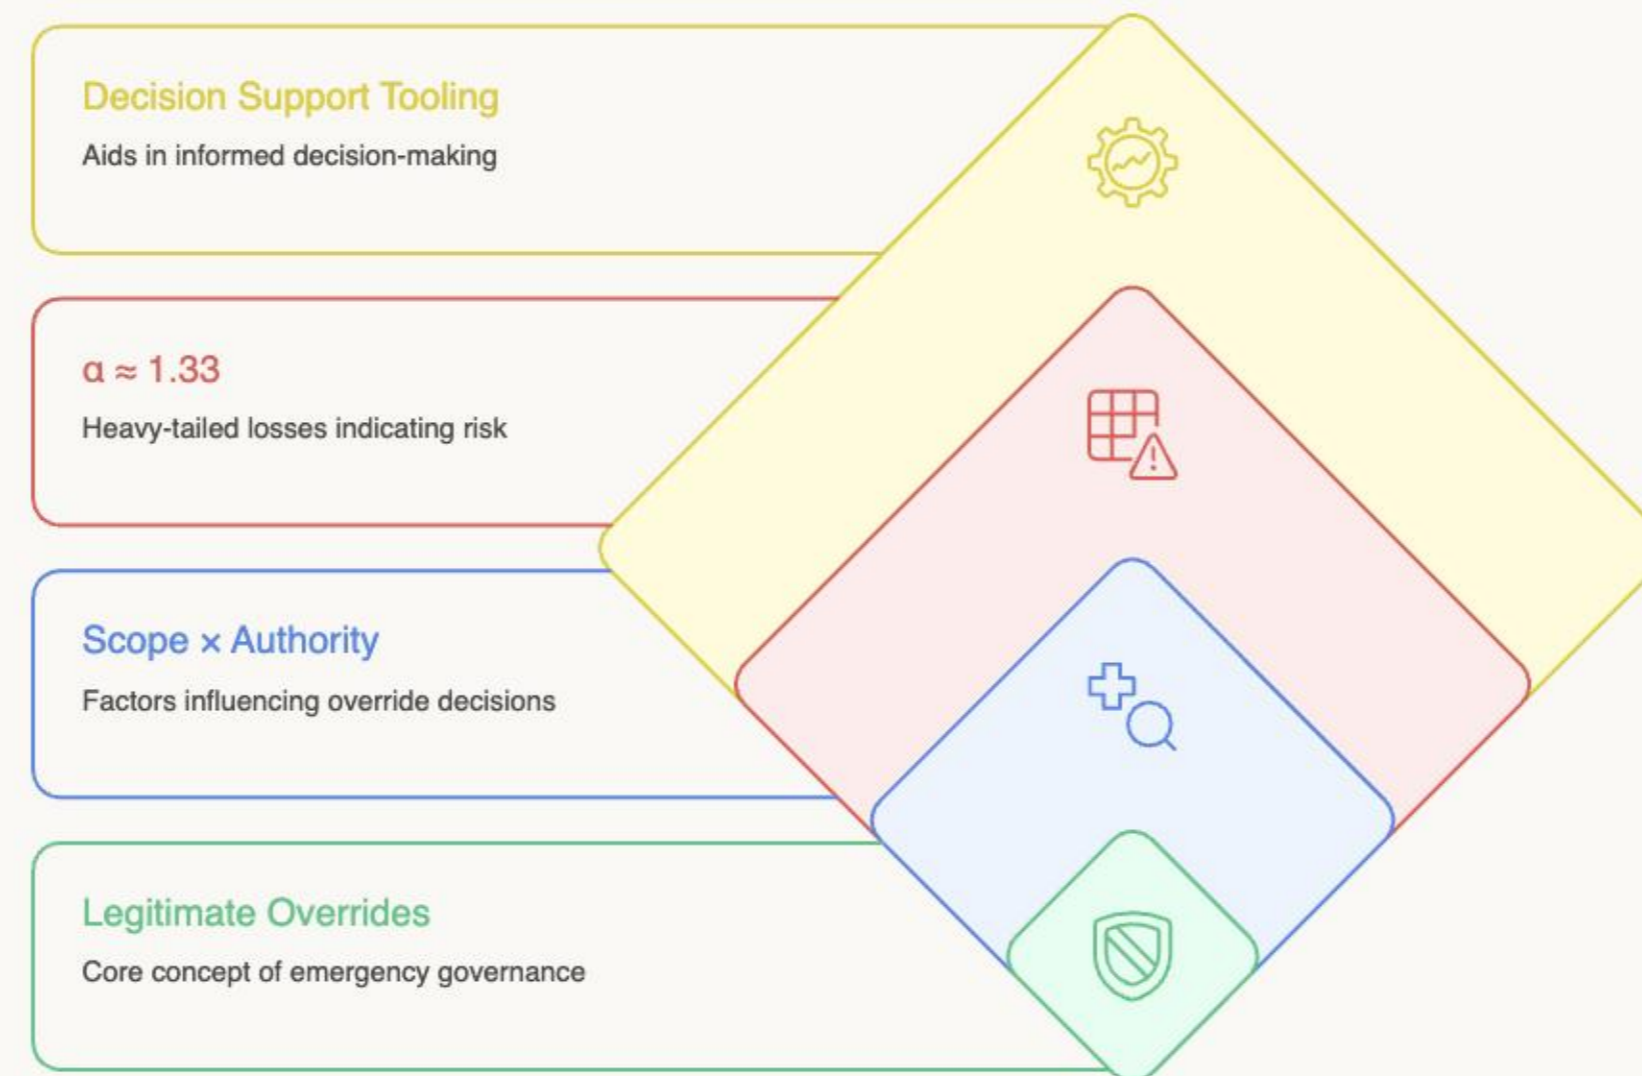 Decision Support Tooling
Aids in informed decision-making
α ≈ 1.33
Heavy-tailed losses indicating risk
Scope × Authority
Factors influencing override decisions
Legitimate Overrides
Core concept of emergency governance